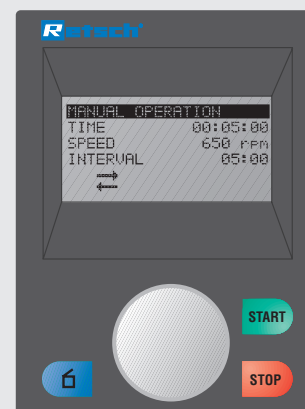 Retsch®
MANUAL OPERATION
TIME 00:05:00
SPEED 650 rpm
INTERVAL 05:00
START
STOP